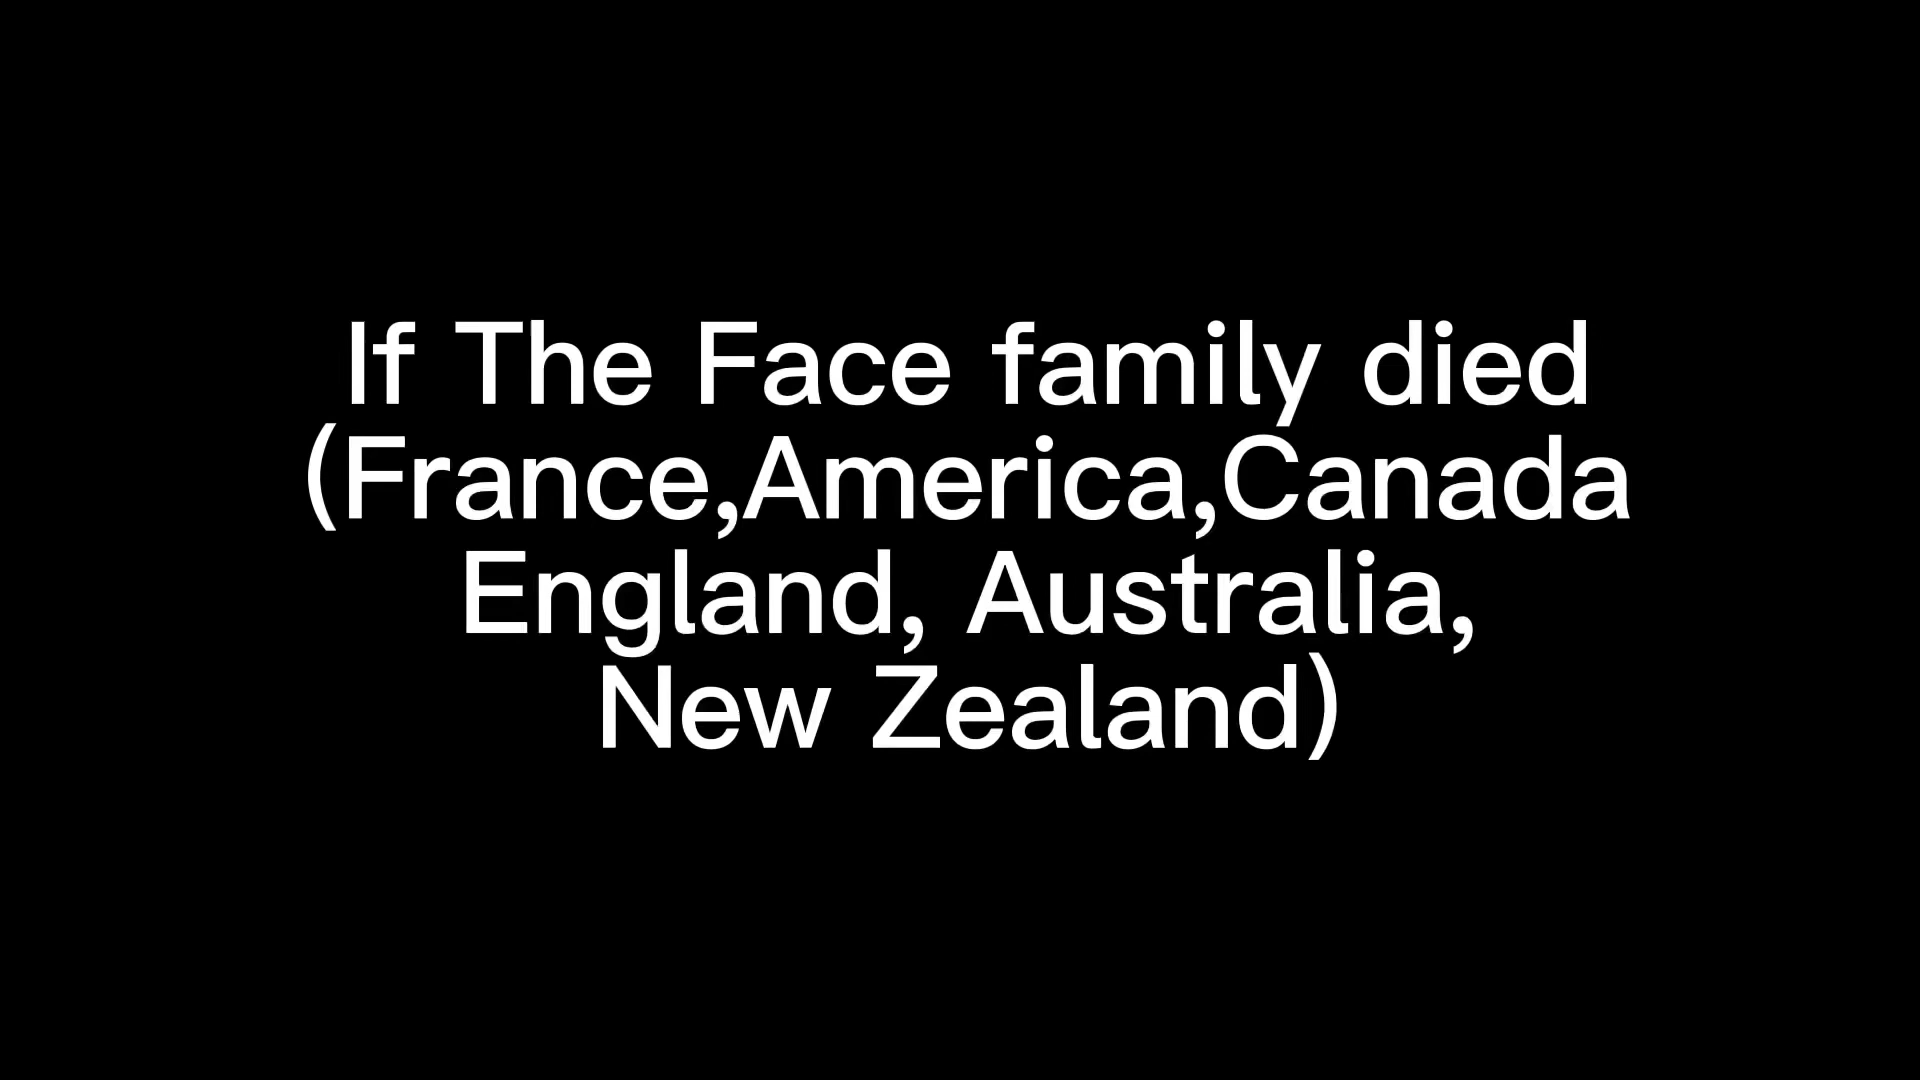 If The Face family died
(France,America,Canada
England, Australia,
New Zealand)